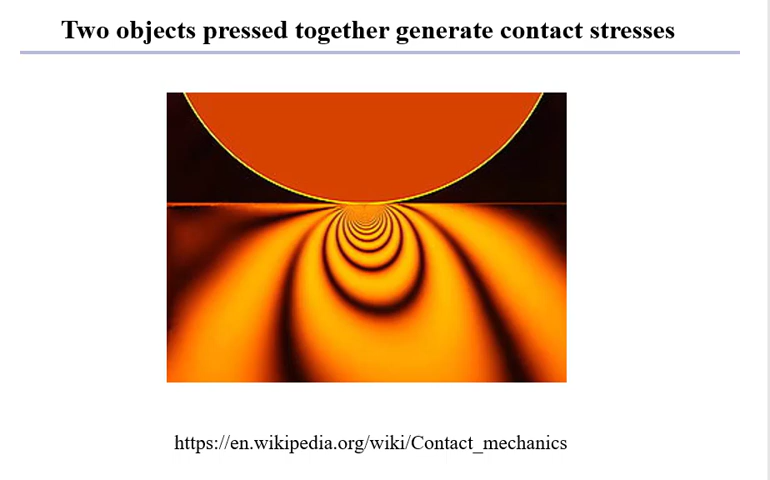 Two objects pressed together generate contact stresses
https://en.wikipedia.org/wiki/Contact_mechanics